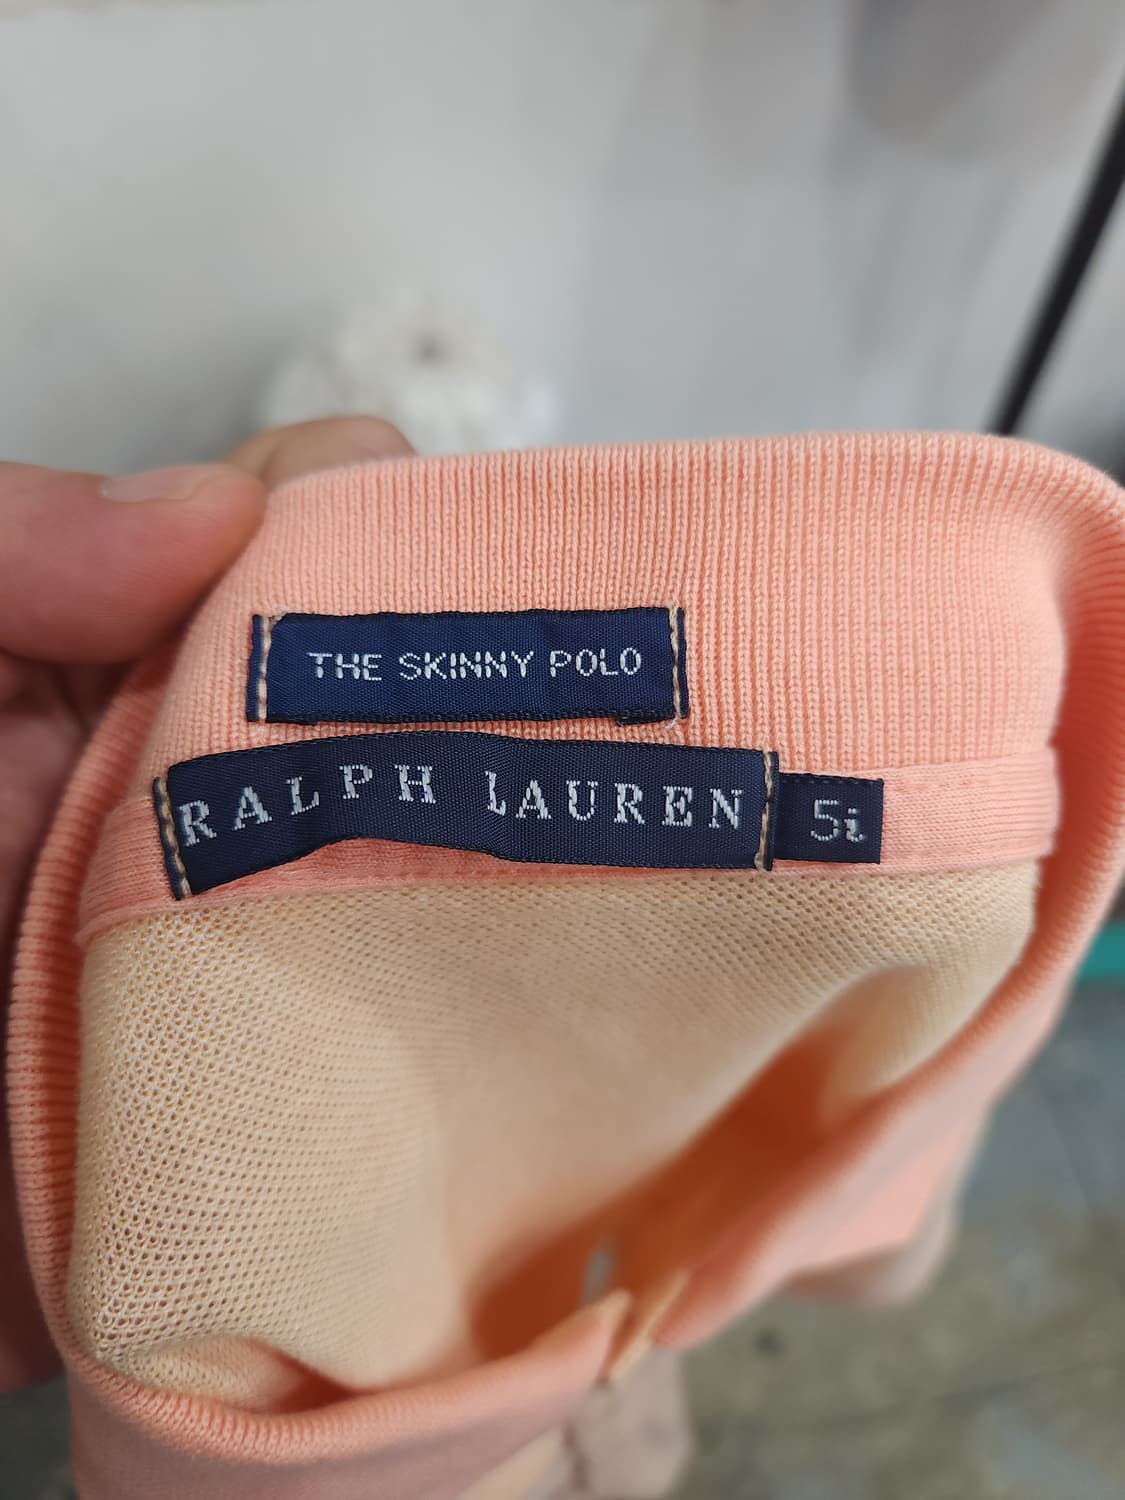 THE SKINNY POLO
RALPH LAUREN
5i